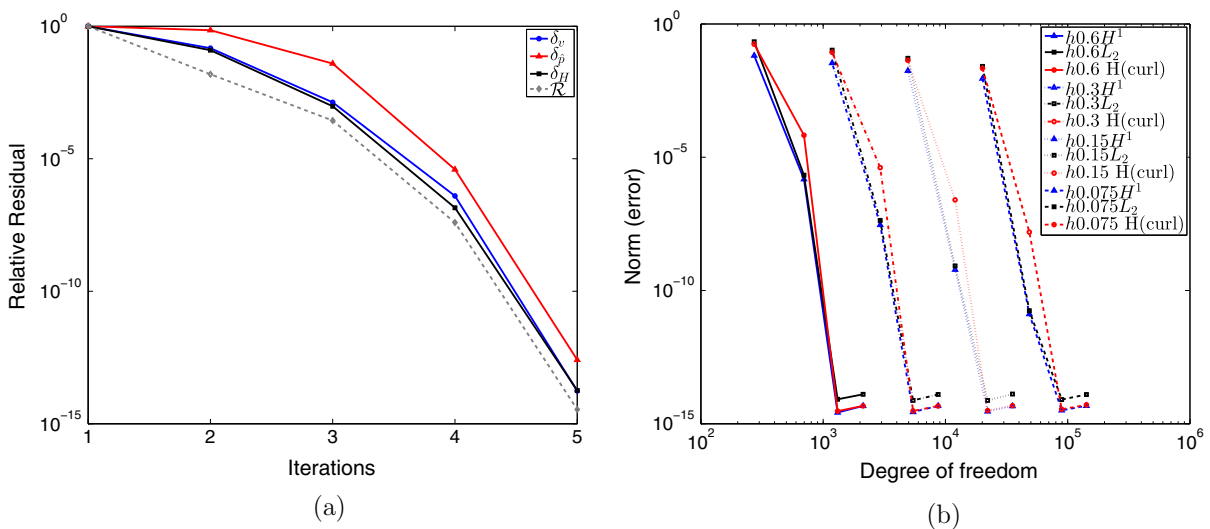 10^0
10^{-5}
10^{-10}
10^{-15}
Relative Residual
1
2
3
4
5
Iterations
δ_v
δ_{p̂}
δ_H
ℛ
(a)
10^0
10^{-5}
10^{-10}
10^{-15}
Norm (error)
10^2
10^3
10^4
10^5
10^6
Degree of freedom
h0.6H^1
h0.6L_2
h0.6 H(curl)
h0.3H^1
h0.3L_2
h0.3 H(curl)
h0.15H^1
h0.15L_2
h0.15 H(curl)
h0.075H^1
h0.075L_2
h0.075 H(curl)
(b)